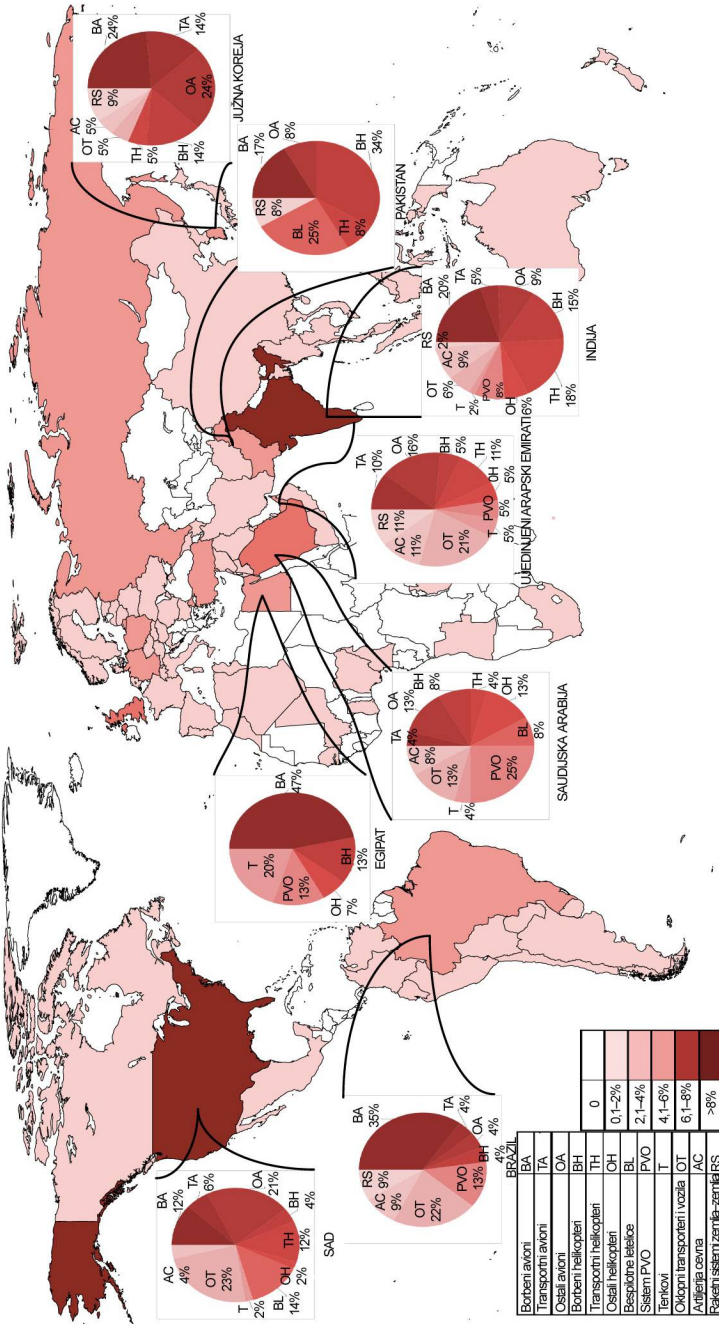 JUŽNA KOREJA
BA
24%
TA
14%
OA
24%
BH
14%
TH
5%
OT
5%
AC
5%
RS
9%
PAKISTAN
BA
17%
OA
8%
BH
34%
TH
8%
BL
25%
RS
8%
INDIJA
BA
20%
TA
5%
OA
9%
BH
15%
TH
18%
OH
6%
PVO
8%
T
2%
OT
6%
AC
9%
RS
2%
UJEDINJENI ARAPSKI EMIRATI
TA
10%
OA
16%
BH
5%
TH
11%
OH
5%
PVO
5%
T
5%
OT
21%
AC
11%
RS
11%
SAUDIJSKA ARABIJA
TA
4%
OA
13%
BH
8%
TH
4%
OH
13%
BL
8%
PVO
25%
T
4%
OT
13%
AC
8%
EGIPAT
BA
47%
BH
13%
OH
7%
PVO
13%
T
20%
SAD
BA
12%
TA
6%
OA
21%
BH
4%
TH
12%
OH
2%
BL
14%
T
2%
OT
23%
AC
4%
BRAZIL
BA
35%
TA
4%
OA
4%
BH
4%
PVO
13%
OT
22%
AC
9%
RS
9%
Borbeni avioni BA
Transportni avioni TA
Ostali avioni OA
Borbeni helikopteri BH
Transportni helikopteri TH
Ostali helikopteri OH
Bespilotne letelice BL
Sistem PVO PVO
Tenkovi T
Oklopni transporteri i vozila OT
Artiljerija cevna AC
Raketni sistemi zemlja–zemlja RS
0
0,1–2%
2,1–4%
4,1–6%
6,1–8%
>8%